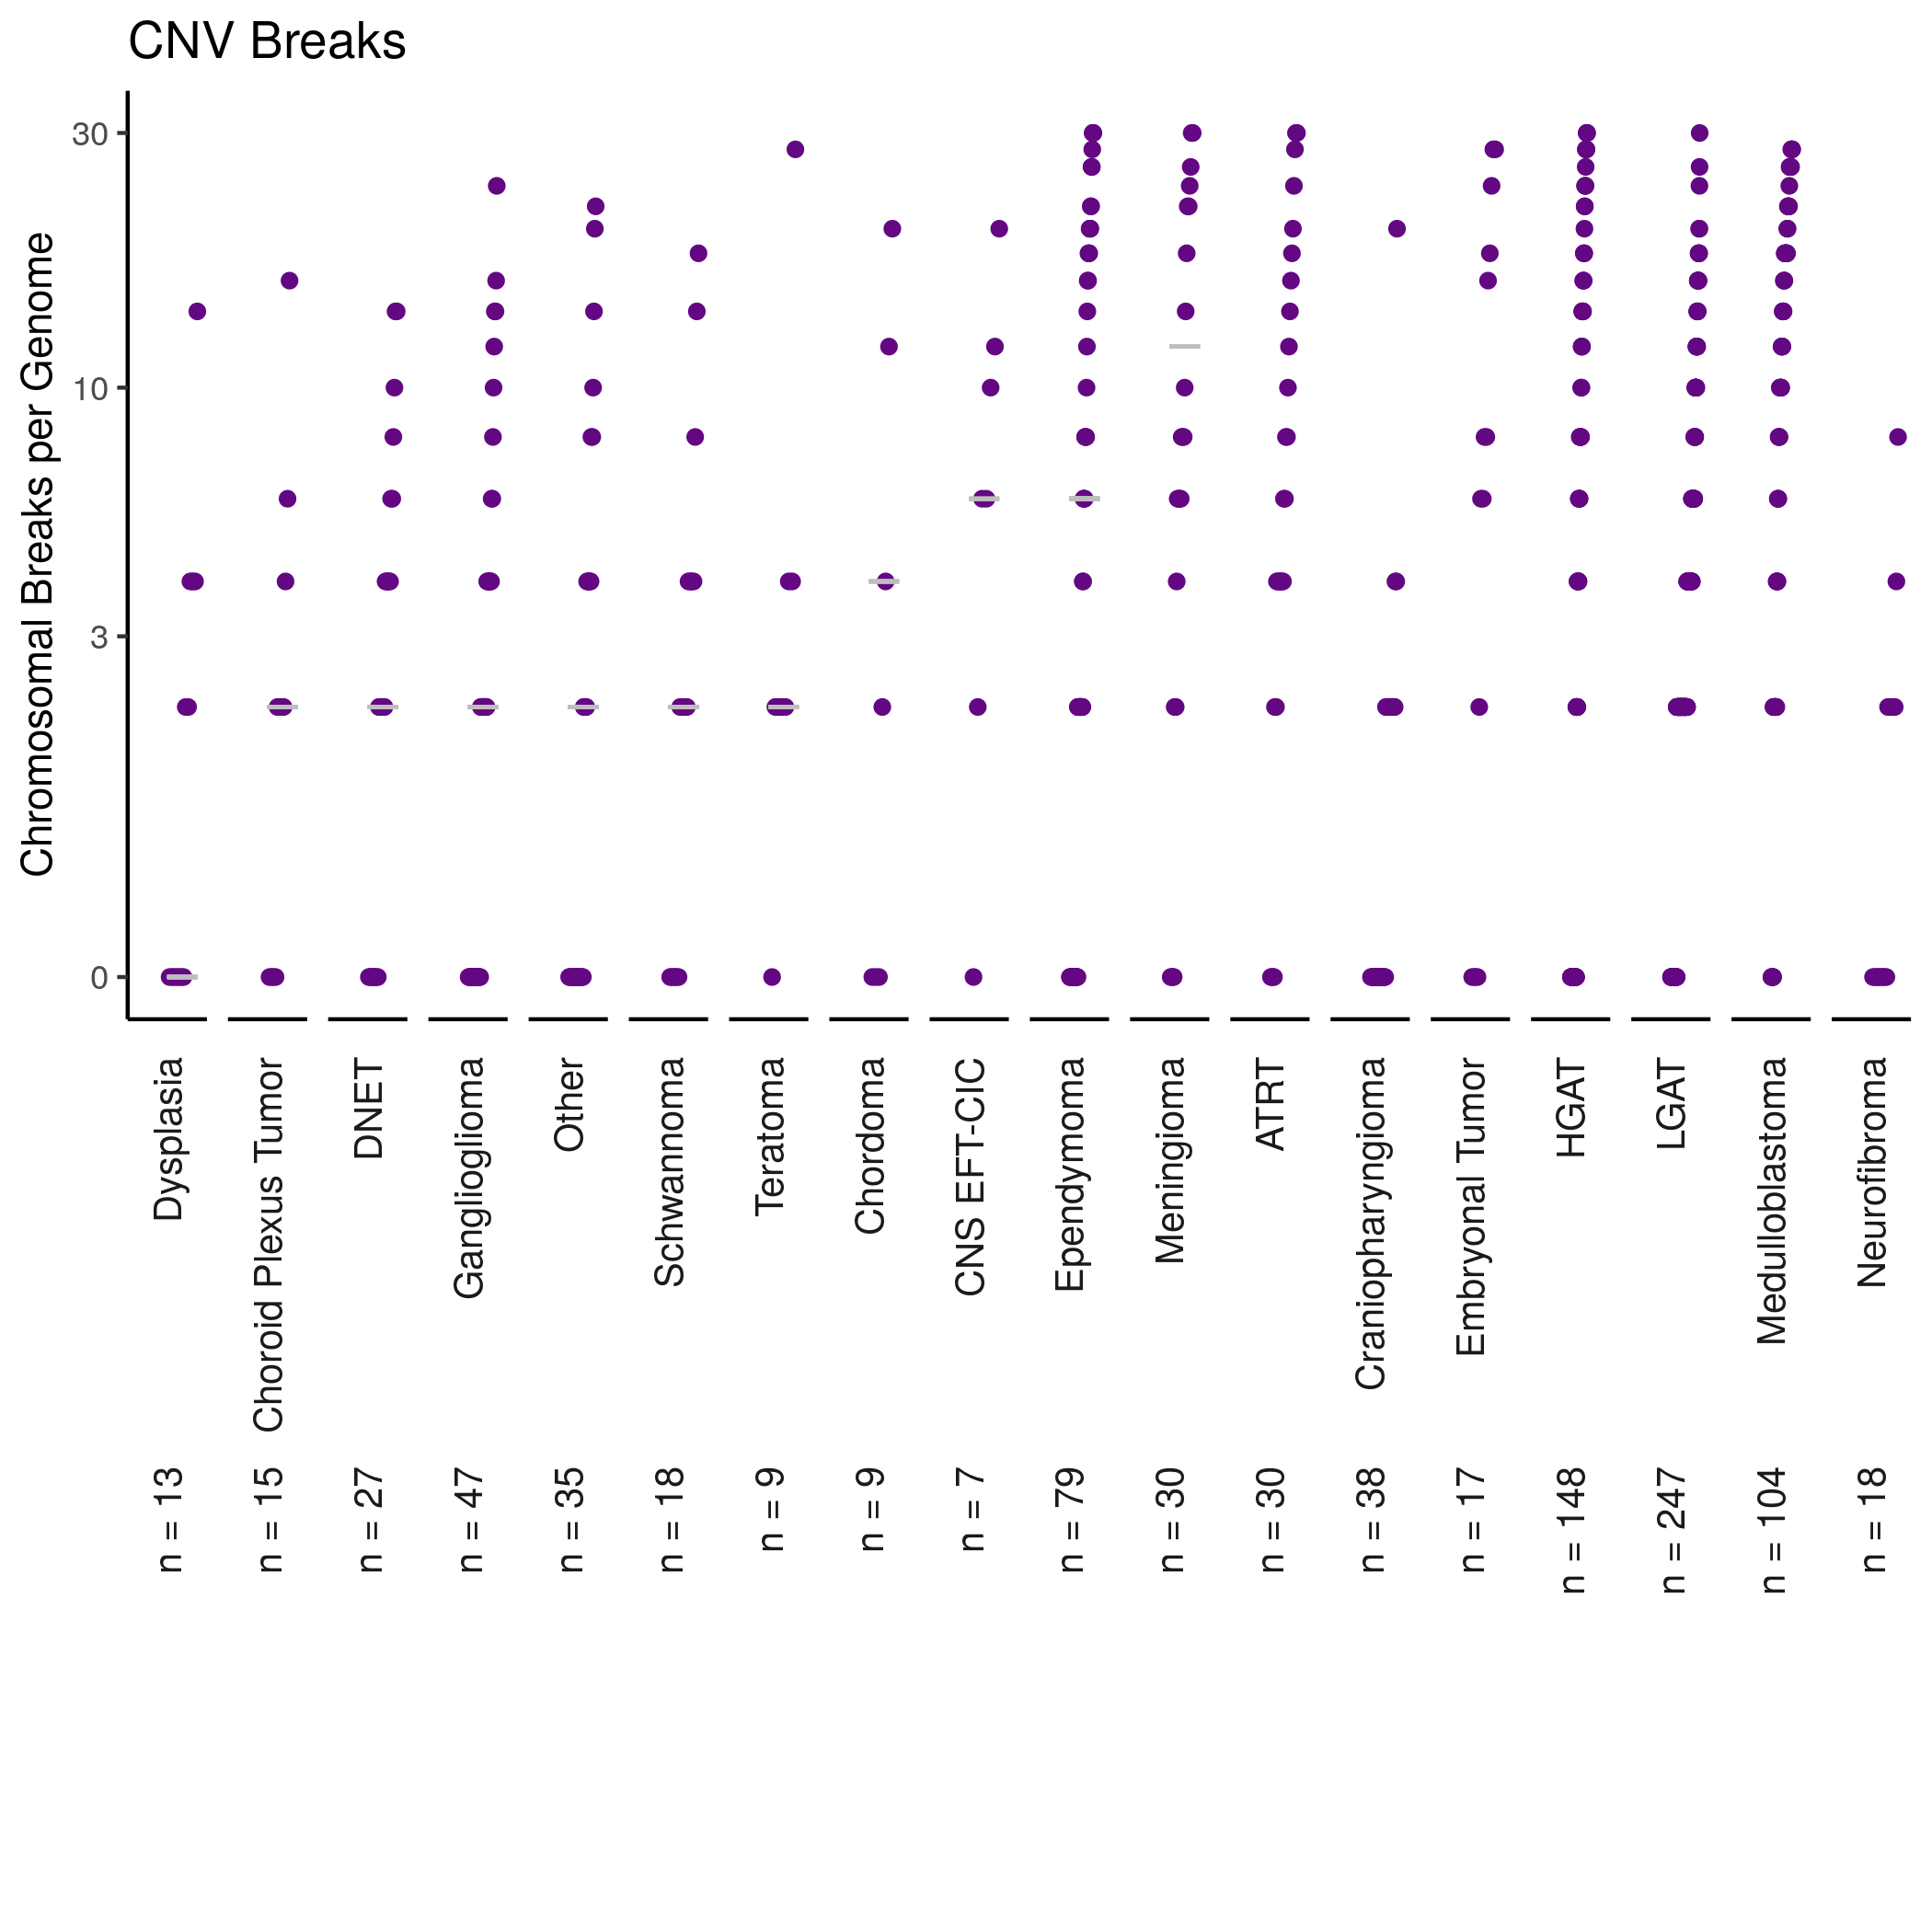 CNV Breaks
Chromosomal Breaks per Genome
30
10
3
0
Dysplasia
Choroid Plexus Tumor
DNET
Ganglioglioma
Other
Schwannoma
Teratoma
Chordoma
CNS EFT-CIC
Ependymoma
Meningioma
ATRT
Craniopharyngioma
Embryonal Tumor
HGAT
LGAT
Medulloblastoma
Neurofibroma
n = 13
n = 15
n = 27
n = 47
n = 35
n = 18
n = 9
n = 9
n = 7
n = 79
n = 30
n = 30
n = 38
n = 17
n = 148
n = 247
n = 104
n = 18